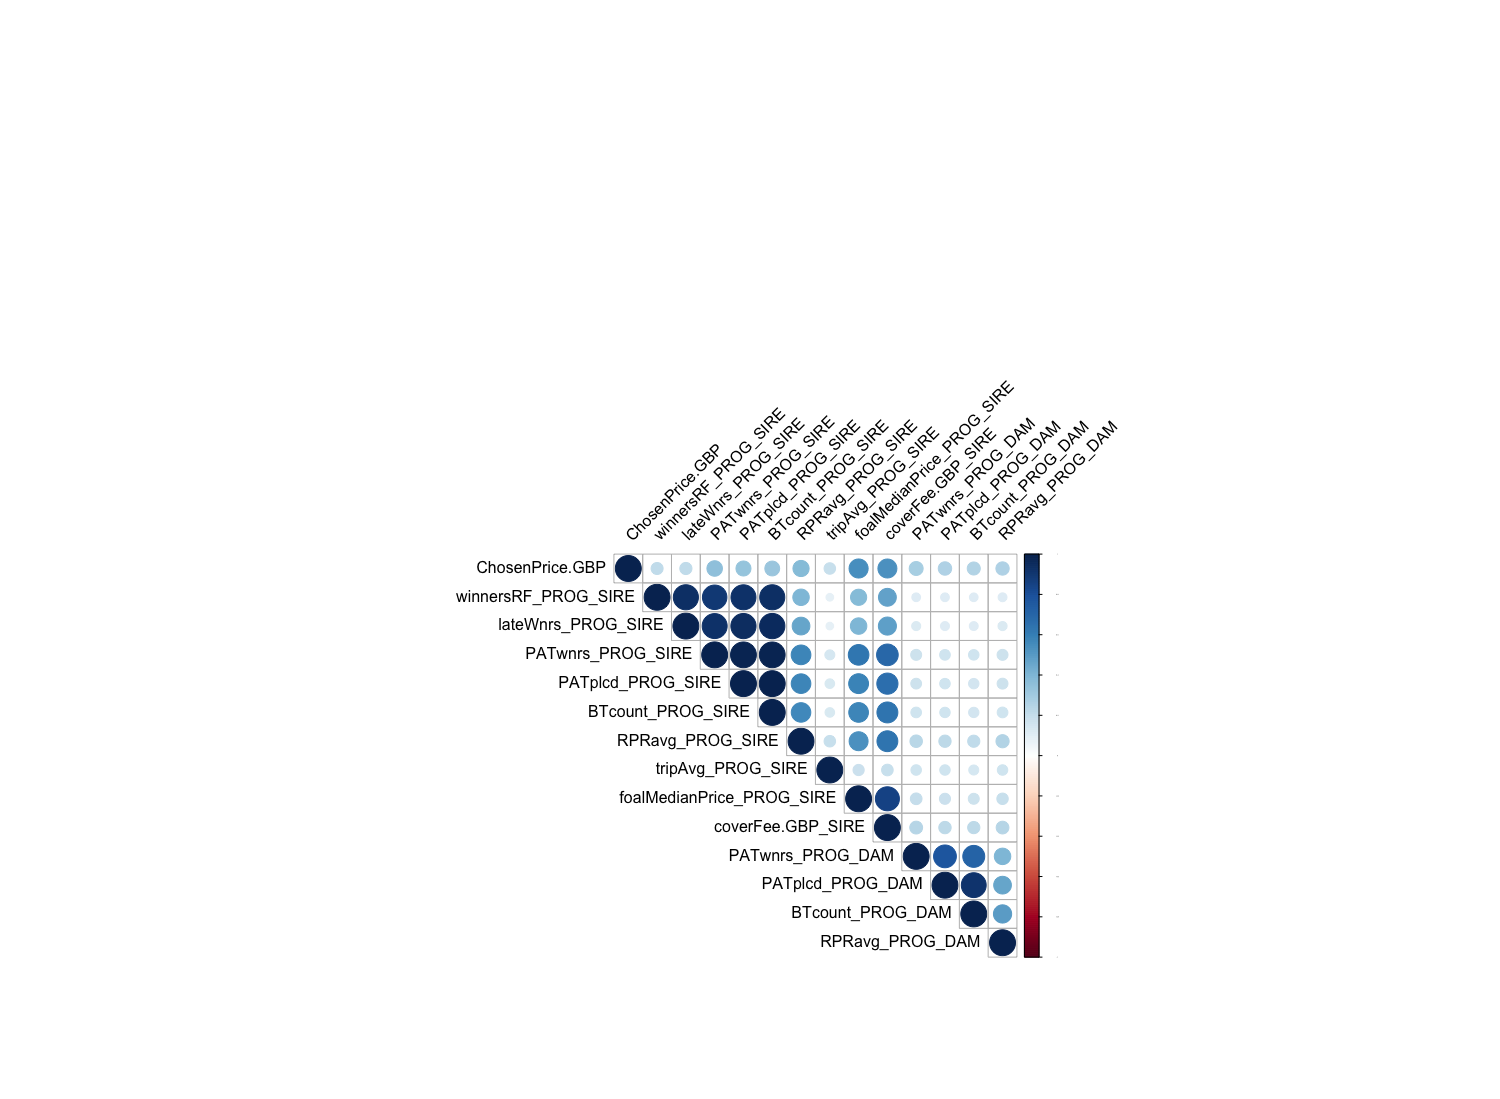 ChosenPrice.GBP
winnersRF_PROG_SIRE
lateWnrs_PROG_SIRE
PATwnrs_PROG_SIRE
PATplcd_PROG_SIRE
BTcount_PROG_SIRE
RPRavg_PROG_SIRE
tripAvg_PROG_SIRE
foalMedianPrice_PROG_SIRE
coverFee.GBP_SIRE
PATwnrs_PROG_DAM
PATplcd_PROG_DAM
BTcount_PROG_DAM
RPRavg_PROG_DAM
ChosenPrice.GBP
winnersRF_PROG_SIRE
lateWnrs_PROG_SIRE
PATwnrs_PROG_SIRE
PATplcd_PROG_SIRE
BTcount_PROG_SIRE
RPRavg_PROG_SIRE
tripAvg_PROG_SIRE
foalMedianPrice_PROG_SIRE
coverFee.GBP_SIRE
PATwnrs_PROG_DAM
PATplcd_PROG_DAM
BTcount_PROG_DAM
RPRavg_PROG_DAM